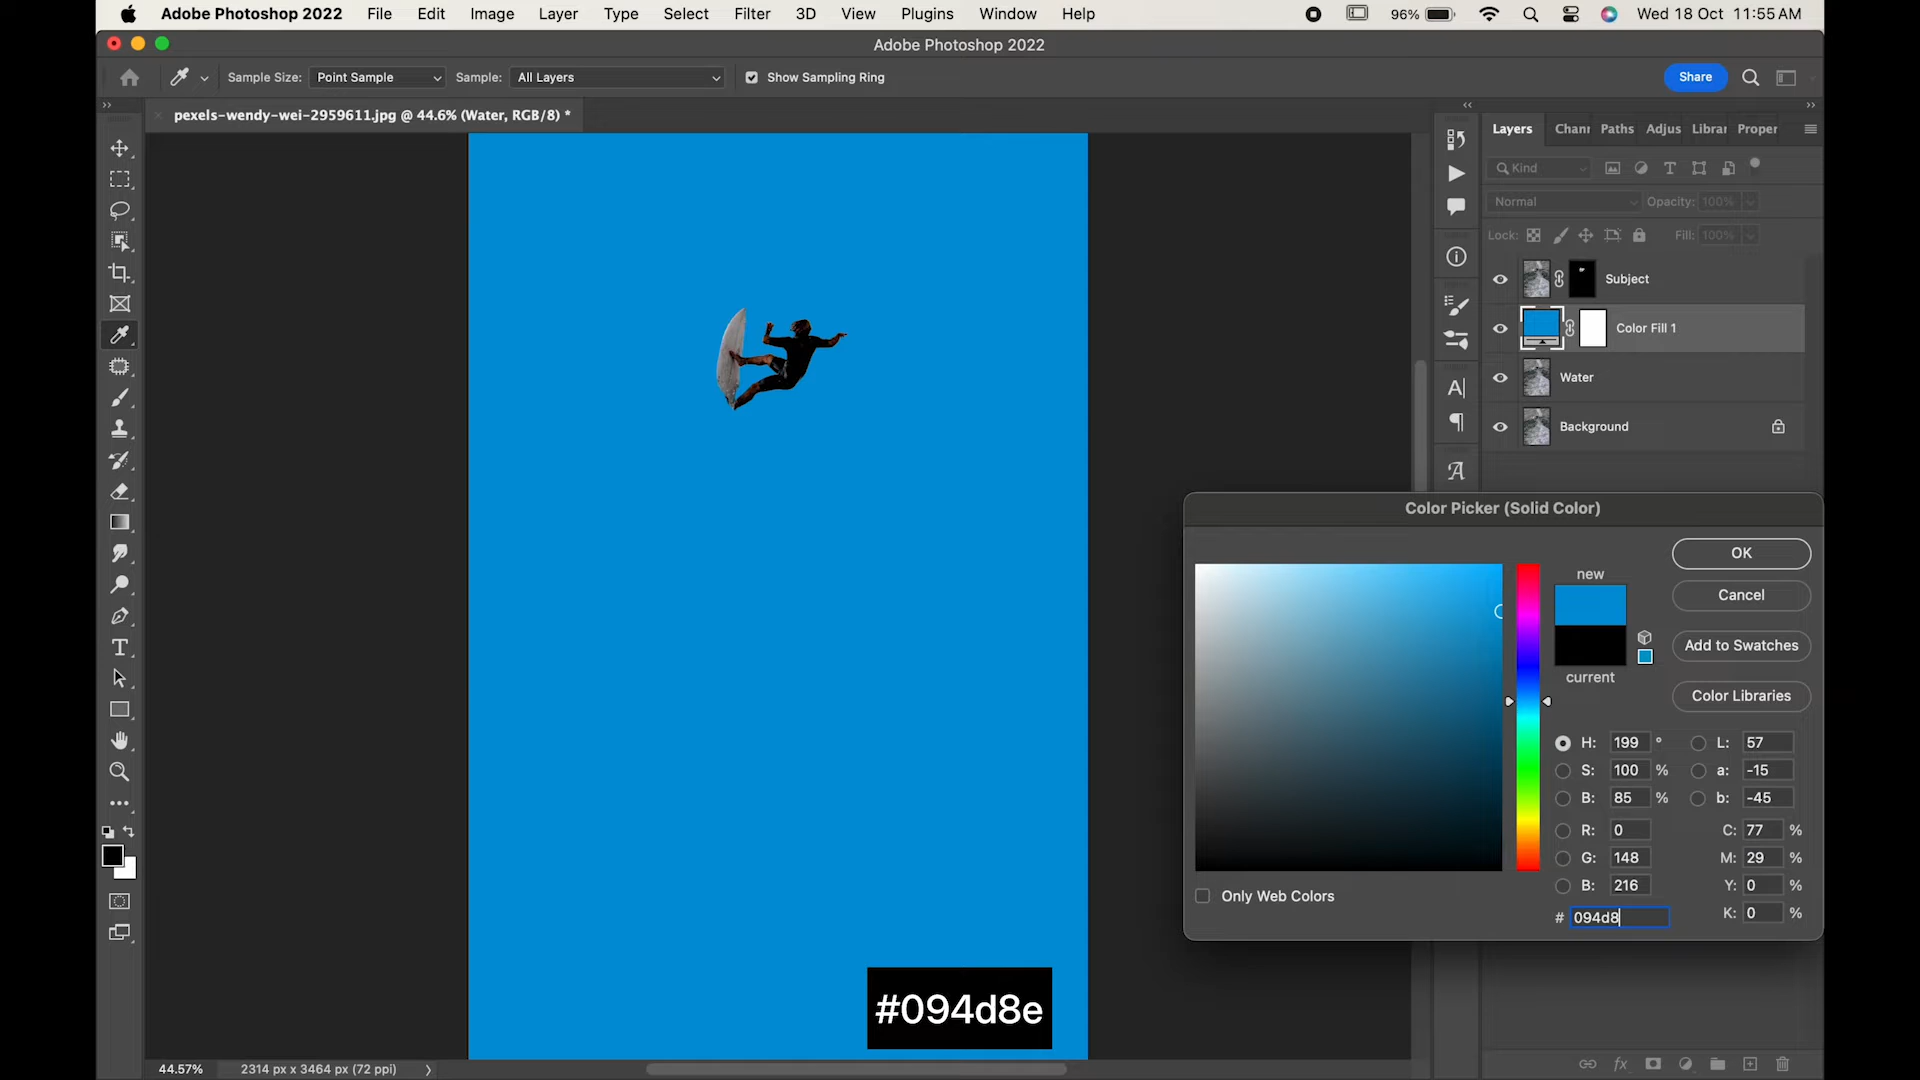 Adobe Photoshop 2022 File Edit Image Layer Type Select Filter 3D View Plugins Window Help 96% Wed 18 Oct 11:55 AM
Adobe Photoshop 2022
Sample Size: Point Sample Sample: All Layers Show Sampling Ring Share
pexels-wendy-wei-2959611.jpg @ 44.6% (Water, RGB/8) *
Layers Chann Paths Adjus Librar Proper
Kind
Normal Opacity: 100%
Lock: Fill: 100%
Subject
Color Fill 1
Water
Background
Color Picker (Solid Color)
OK
new
Cancel
Add to Swatches
current
Color Libraries
H: 199 ° L: 57
S: 100 % a: -15
B: 85 % b: -45
R: 0 C: 77 %
G: 148 M: 29 %
B: 216 Y: 0 %
Only Web Colors
# 094d8 K: 0 %
#094d8e
44.57% 2314 px x 3464 px (72 ppi)